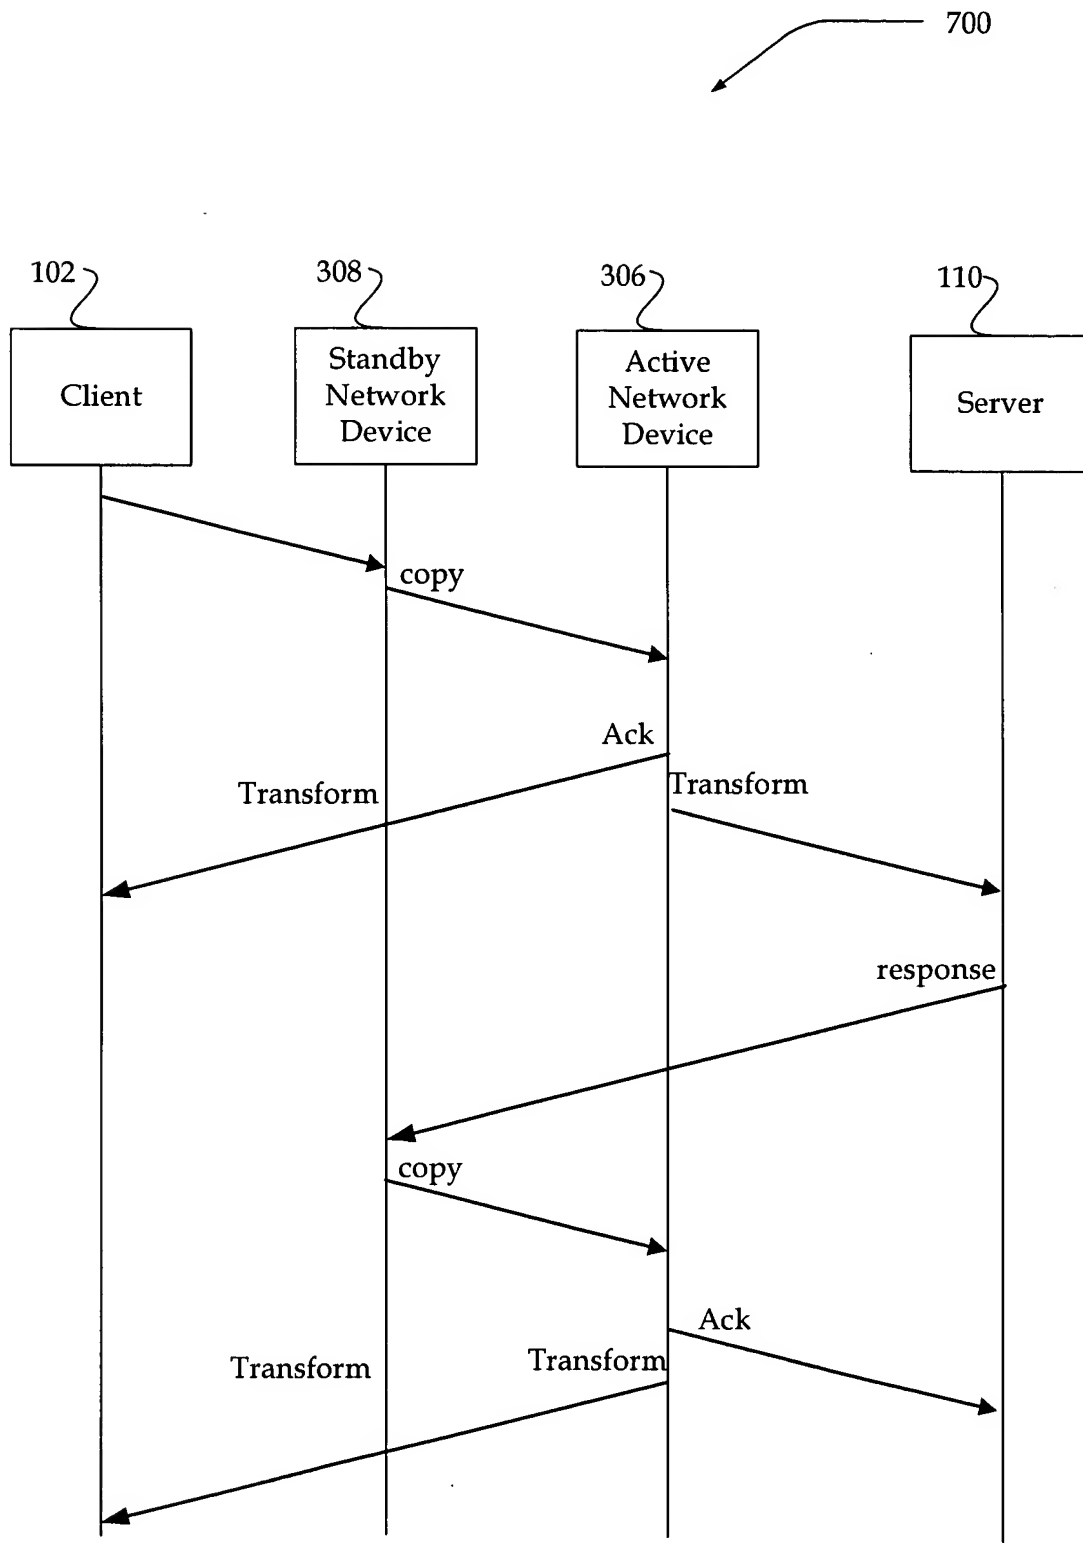 700
102
308
306
110
Client
Standby
Network
Device
Active
Network
Device
Server
copy
Ack
Transform
Transform
response
copy
Ack
Transform
Transform